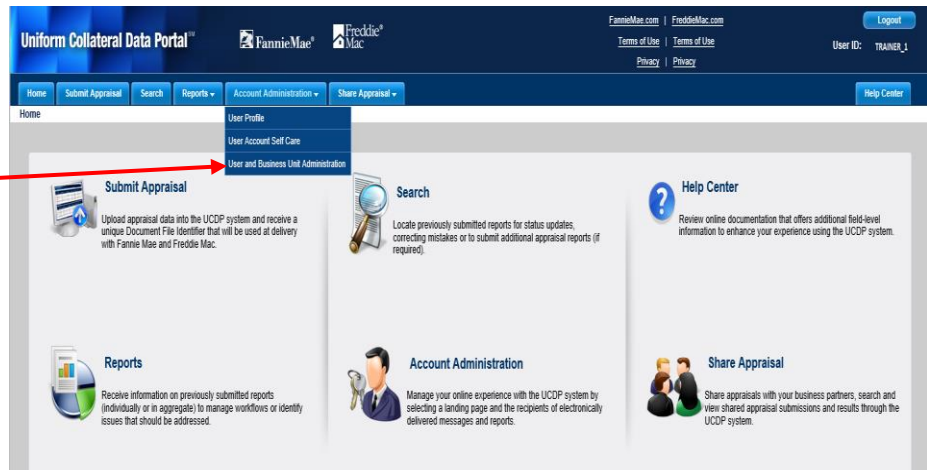 FannieMae.com | FreddieMac.com
Logout
Uniform Collateral Data Portal℠
FannieMae®
Freddie® Mac
Terms of Use | Terms of Use
User ID: TRAINER_1
Privacy | Privacy
Home
Submit Appraisal
Search
Reports
Account Administration
Share Appraisal
Help Center
Home
User Profile
User Account Self Care
User and Business Unit Administration
Submit Appraisal
Upload appraisal data into the UCDP system and receive a
unique Document File Identifier that will be used at delivery
with Fannie Mae and Freddie Mac.
Search
Locate previously submitted reports for status updates,
correcting mistakes or to submit additional appraisal reports (if
required).
Help Center
Review online documentation that offers additional field-level
information to enhance your experience using the UCDP system.
Reports
Receive information on previously submitted reports
(individually or in aggregate) to manage workflows or identify
issues that should be addressed.
Account Administration
Manage your online experience with the UCDP system by
selecting a landing page and the recipients of electronically
delivered messages and reports.
Share Appraisal
Share appraisals with your business partners, search and
view shared appraisal submissions and results through the
UCDP system.